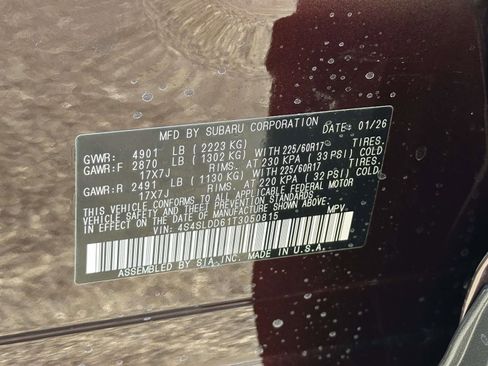 MFD BY SUBARU CORPORATION DATE: 01/26
GVWR: 4901 LB ( 2223 KG)
GAWR:F 2870 LB ( 1302 KG) WITH 225/60R17 TIRES.
17X7J RIMS. AT 230 KPA ( 33 PSI) COLD
GAWR:R 2491 LB ( 1130 KG) WITH 225/60R17 TIRES.
17X7J RIMS. AT 220 KPA ( 32 PSI) COLD
THIS VEHICLE CONFORMS TO ALL APPLICABLE FEDERAL MOTOR
VEHICLE SAFETY AND THEFT PREVENTION STANDARDS IN
EFFECT ON THE DATE OF MANUFACTURE SHOWN ABOVE.
VIN: 4S4SLDD61T3050815 MPV
ASSEMBLED BY SIA, INC. MADE IN U.S.A.